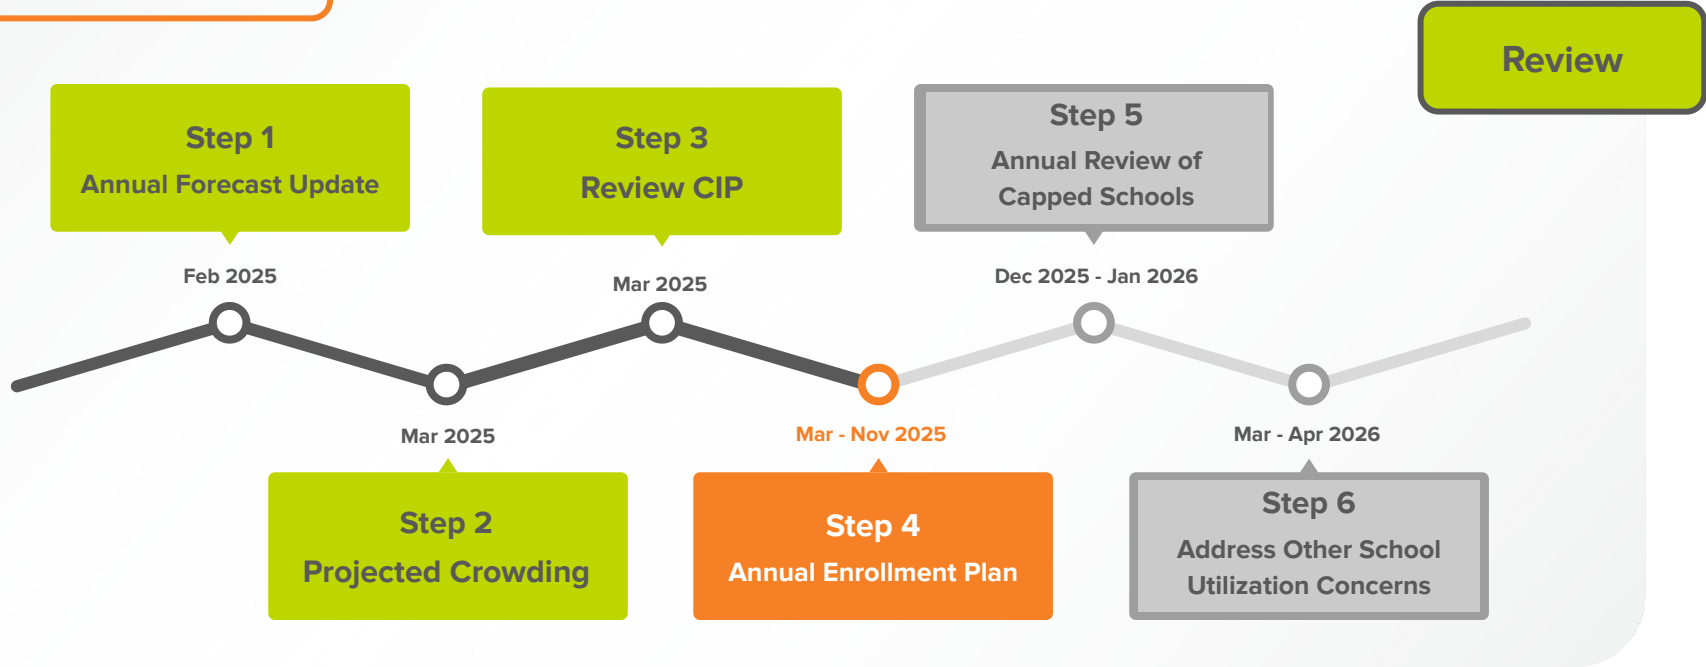 Review
Step 1
Annual Forecast Update
Feb 2025
Mar 2025
Step 2
Projected Crowding
Step 3
Review CIP
Mar 2025
Mar - Nov 2025
Step 4
Annual Enrollment Plan
Step 5
Annual Review of
Capped Schools
Dec 2025 - Jan 2026
Mar - Apr 2026
Step 6
Address Other School
Utilization Concerns